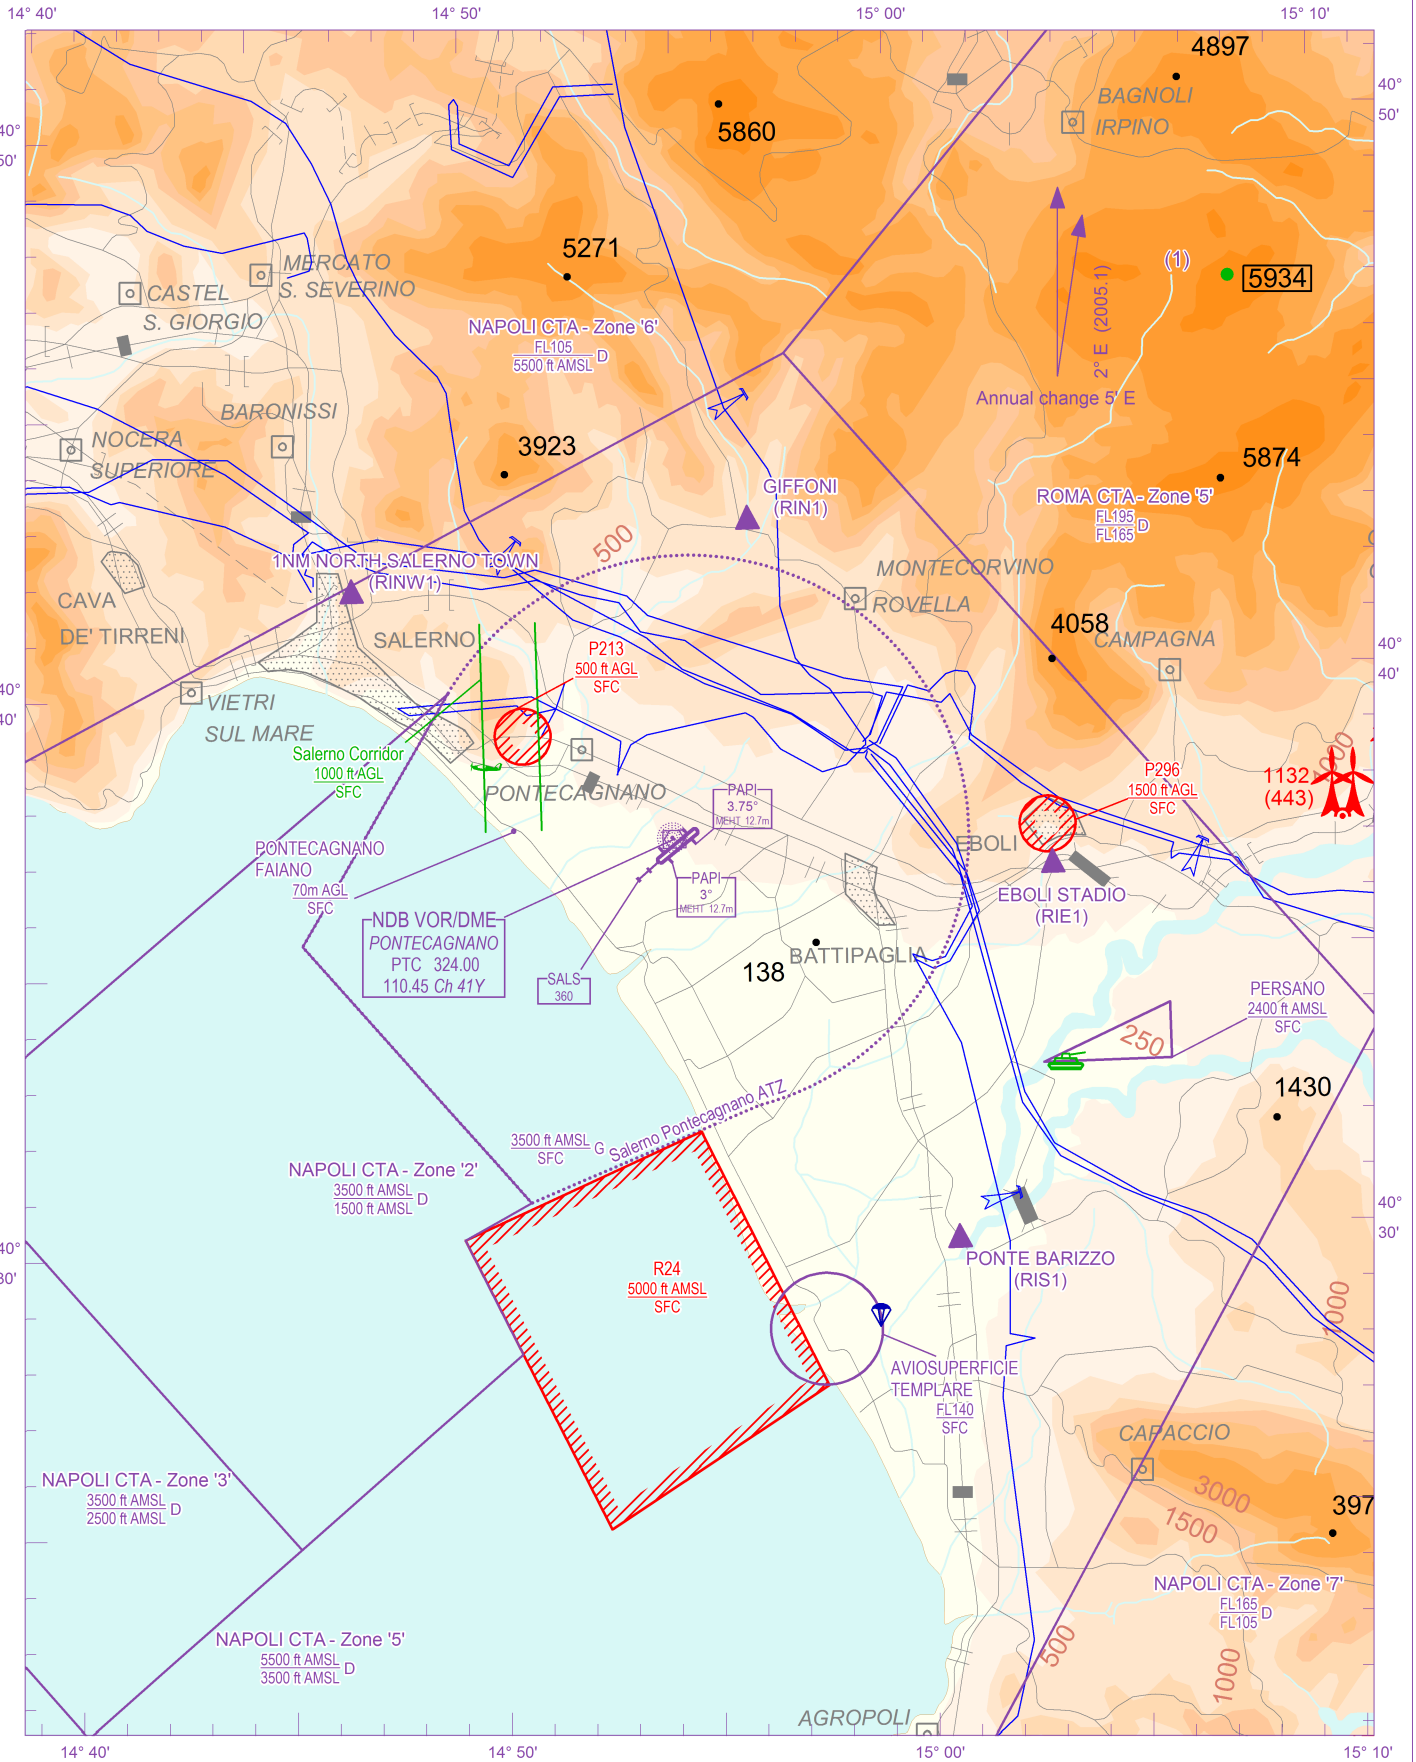 14° 40'
14° 50'
15° 00'
15° 10'
4897
40°
50'
BAGNOLI
IRPINO
5860
40°
50'
5271
MERCATO
S. SEVERINO
CASTEL
S. GIORGIO
(1)
5934
2° E (2005.1)
Annual change 5' E
NAPOLI CTA - Zone '6'
FL105
5500 ft AMSL
D
BARONISSI
NOCERA
SUPERIORE
3923
5874
GIFFONI
(RIN1)
ROMA CTA - Zone '5'
FL195
FL165
D
500
1NM NORTH SALERNO TOWN
(RINW1)
MONTECORVINO
ROVELLA
CAVA
DE' TIRRENI
SALERNO
4058
CAMPAGNA
P213
500 ft AGL
SFC
40°
40'
40°
40'
VIETRI
SUL MARE
Salerno Corridor
1000 ft AGL
SFC
PONTECAGNANO
P296
1500 ft AGL
SFC
1132
(443)
PAPI
3.75°
MEHT 12.7m
EBOLI
PONTECAGNANO
FAIANO
70m AGL
SFC
PAPI
3°
MEHT 12.7m
EBOLI STADIO
(RIE1)
NDB VOR/DME
PONTECAGNANO
PTC 324.00
110.45 Ch 41Y
138
BATTIPAGLIA
SALS
360
PERSANO
2400 ft AMSL
SFC
250
1430
Salerno Pontecagnano ATZ
3500 ft AMSL
SFC
G
NAPOLI CTA - Zone '2'
3500 ft AMSL
1500 ft AMSL
D
40°
30'
R24
5000 ft AMSL
SFC
PONTE BARIZZO
(RIS1)
1000
AVIOSUPERFICIE
TEMPLARE
FL140
SFC
CAPACCIO
3000
1500
397
NAPOLI CTA - Zone '3'
3500 ft AMSL
2500 ft AMSL
D
NAPOLI CTA - Zone '7'
FL165
FL105
D
NAPOLI CTA - Zone '5'
5500 ft AMSL
3500 ft AMSL
D
500
1000
AGROPOLI
14° 40'
14° 50'
15° 00'
15° 10'